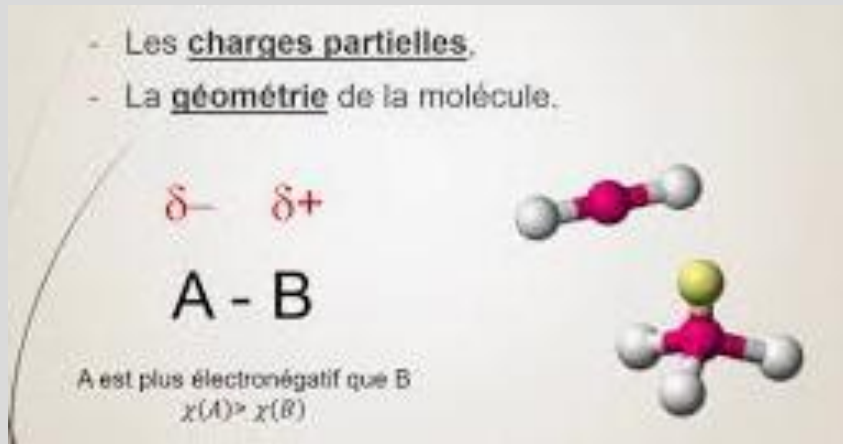 - Les charges partielles,
- La géométrie de la molécule.
δ– δ+
A - B
A est plus électronégatif que B
χ(A)> χ(B)